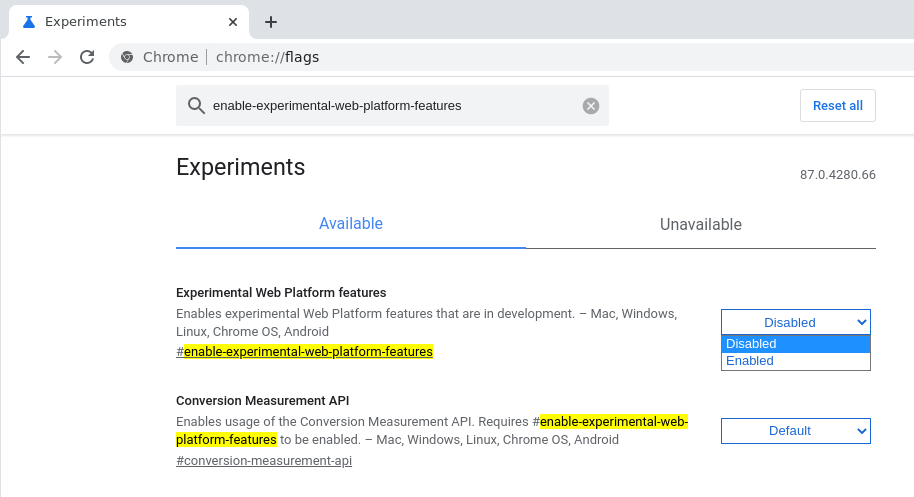 Experiments
Chrome | chrome://flags
enable-experimental-web-platform-features
Reset all
Experiments
87.0.4280.66
Available
Unavailable
Experimental Web Platform features
Enables experimental Web Platform features that are in development. – Mac, Windows,
Linux, Chrome OS, Android
#enable-experimental-web-platform-features
Disabled
Disabled
Enabled
Conversion Measurement API
Enables usage of the Conversion Measurement API. Requires #enable-experimental-web-
platform-features to be enabled. – Mac, Windows, Linux, Chrome OS, Android
#conversion-measurement-api
Default